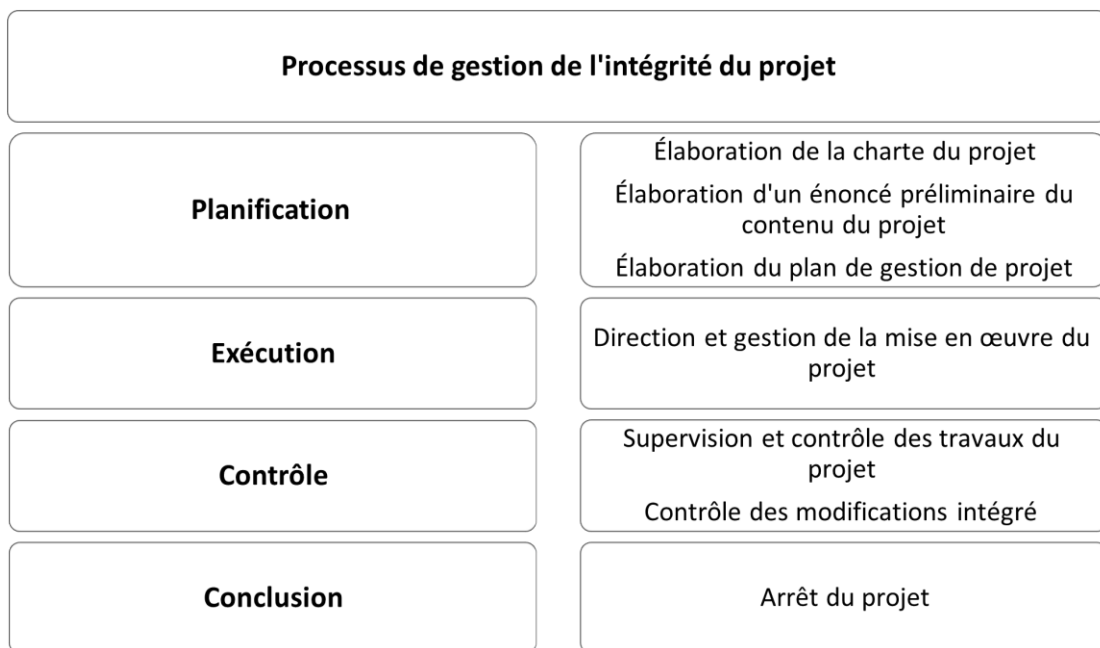 Processus de gestion de l'intégrité du projet
Planification
Élaboration de la charte du projet
Élaboration d'un énoncé préliminaire du
contenu du projet
Élaboration du plan de gestion de projet
Exécution
Direction et gestion de la mise en œuvre du
projet
Contrôle
Supervision et contrôle des travaux du
projet
Contrôle des modifications intégré
Conclusion
Arrêt du projet